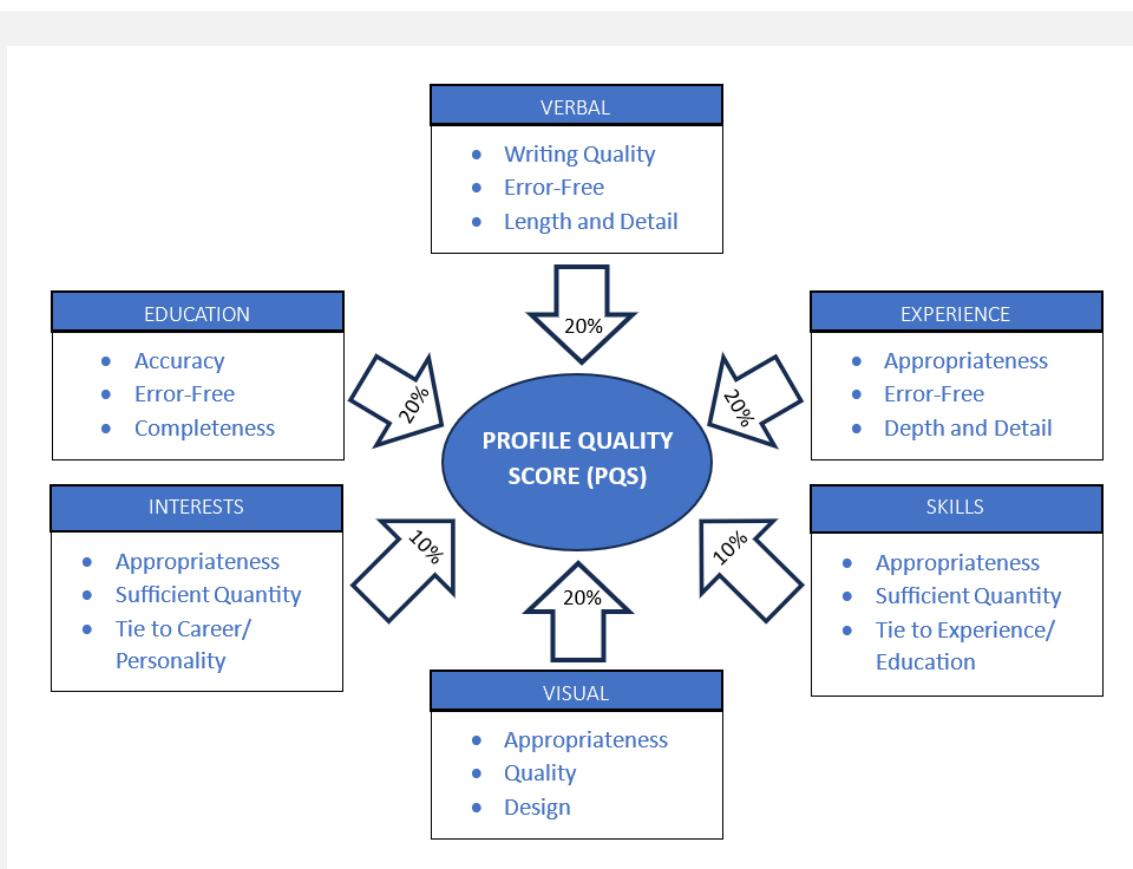 VERBAL
Writing Quality
Error-Free
Length and Detail
20%
EDUCATION
Accuracy
Error-Free
Completeness
20%
EXPERIENCE
Appropriateness
Error-Free
Depth and Detail
20%
PROFILE QUALITY
SCORE (PQS)
INTERESTS
Appropriateness
Sufficient Quantity
Tie to Career/
Personality
10%
SKILLS
Appropriateness
Sufficient Quantity
Tie to Experience/
Education
10%
20%
VISUAL
Appropriateness
Quality
Design